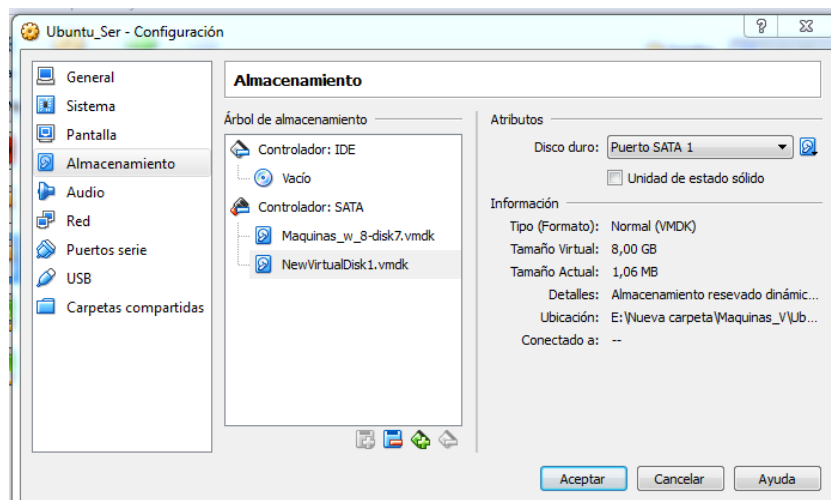 Ubuntu_Ser - Configuración
General
Sistema
Pantalla
Almacenamiento
Audio
Red
Puertos serie
USB
Carpetas compartidas
Almacenamiento
Árbol de almacenamiento
Controlador: IDE
Vacío
Controlador: SATA
Maquinas_w_8-disk7.vmdk
NewVirtualDisk1.vmdk
Atributos
Disco duro: Puerto SATA 1
Unidad de estado sólido
Información
Tipo (Formato): Normal (VMDK)
Tamaño Virtual: 8,00 GB
Tamaño Actual: 1,06 MB
Detalles: Almacenamiento resevado dinámic...
Ubicación: E:\Nueva carpeta\Maquinas_V\Ub...
Conectado a: --
Aceptar
Cancelar
Ayuda